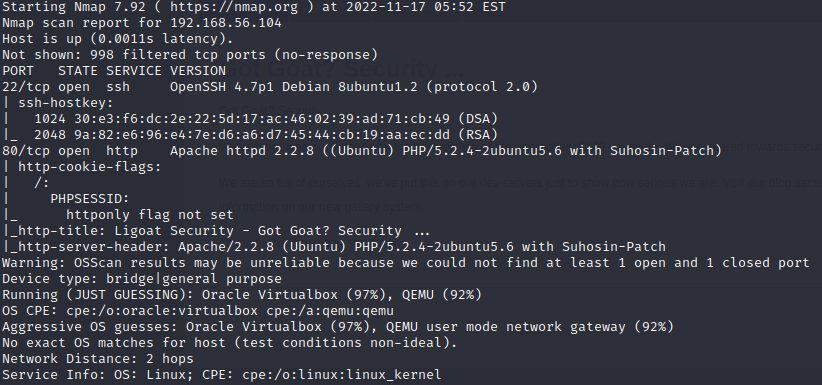 Starting Nmap 7.92 ( https://nmap.org ) at 2022-11-17 05:52 EST
Nmap scan report for 192.168.56.104
Host is up (0.0011s latency).
Not shown: 998 filtered tcp ports (no-response)
PORT   STATE SERVICE VERSION
22/tcp open  ssh     OpenSSH 4.7p1 Debian 8ubuntu1.2 (protocol 2.0)
| ssh-hostkey:
|   1024 30:e3:f6:dc:2e:22:5d:17:ac:46:02:39:ad:71:cb:49 (DSA)
|_  2048 9a:82:e6:96:e4:7e:d6:a6:d7:45:44:cb:19:aa:ec:dd (RSA)
80/tcp open  http    Apache httpd 2.2.8 ((Ubuntu) PHP/5.2.4-2ubuntu5.6 with Suhosin-Patch)
| http-cookie-flags:
|   /:
|     PHPSESSID:
|_      httponly flag not set
|_http-title: Ligoat Security - Got Goat? Security ...
|_http-server-header: Apache/2.2.8 (Ubuntu) PHP/5.2.4-2ubuntu5.6 with Suhosin-Patch
Warning: OSScan results may be unreliable because we could not find at least 1 open and 1 closed port
Device type: bridge|general purpose
Running (JUST GUESSING): Oracle Virtualbox (97%), QEMU (92%)
OS CPE: cpe:/o:oracle:virtualbox cpe:/a:qemu:qemu
Aggressive OS guesses: Oracle Virtualbox (97%), QEMU user mode network gateway (92%)
No exact OS matches for host (test conditions non-ideal).
Network Distance: 2 hops
Service Info: OS: Linux; CPE: cpe:/o:linux:linux_kernel